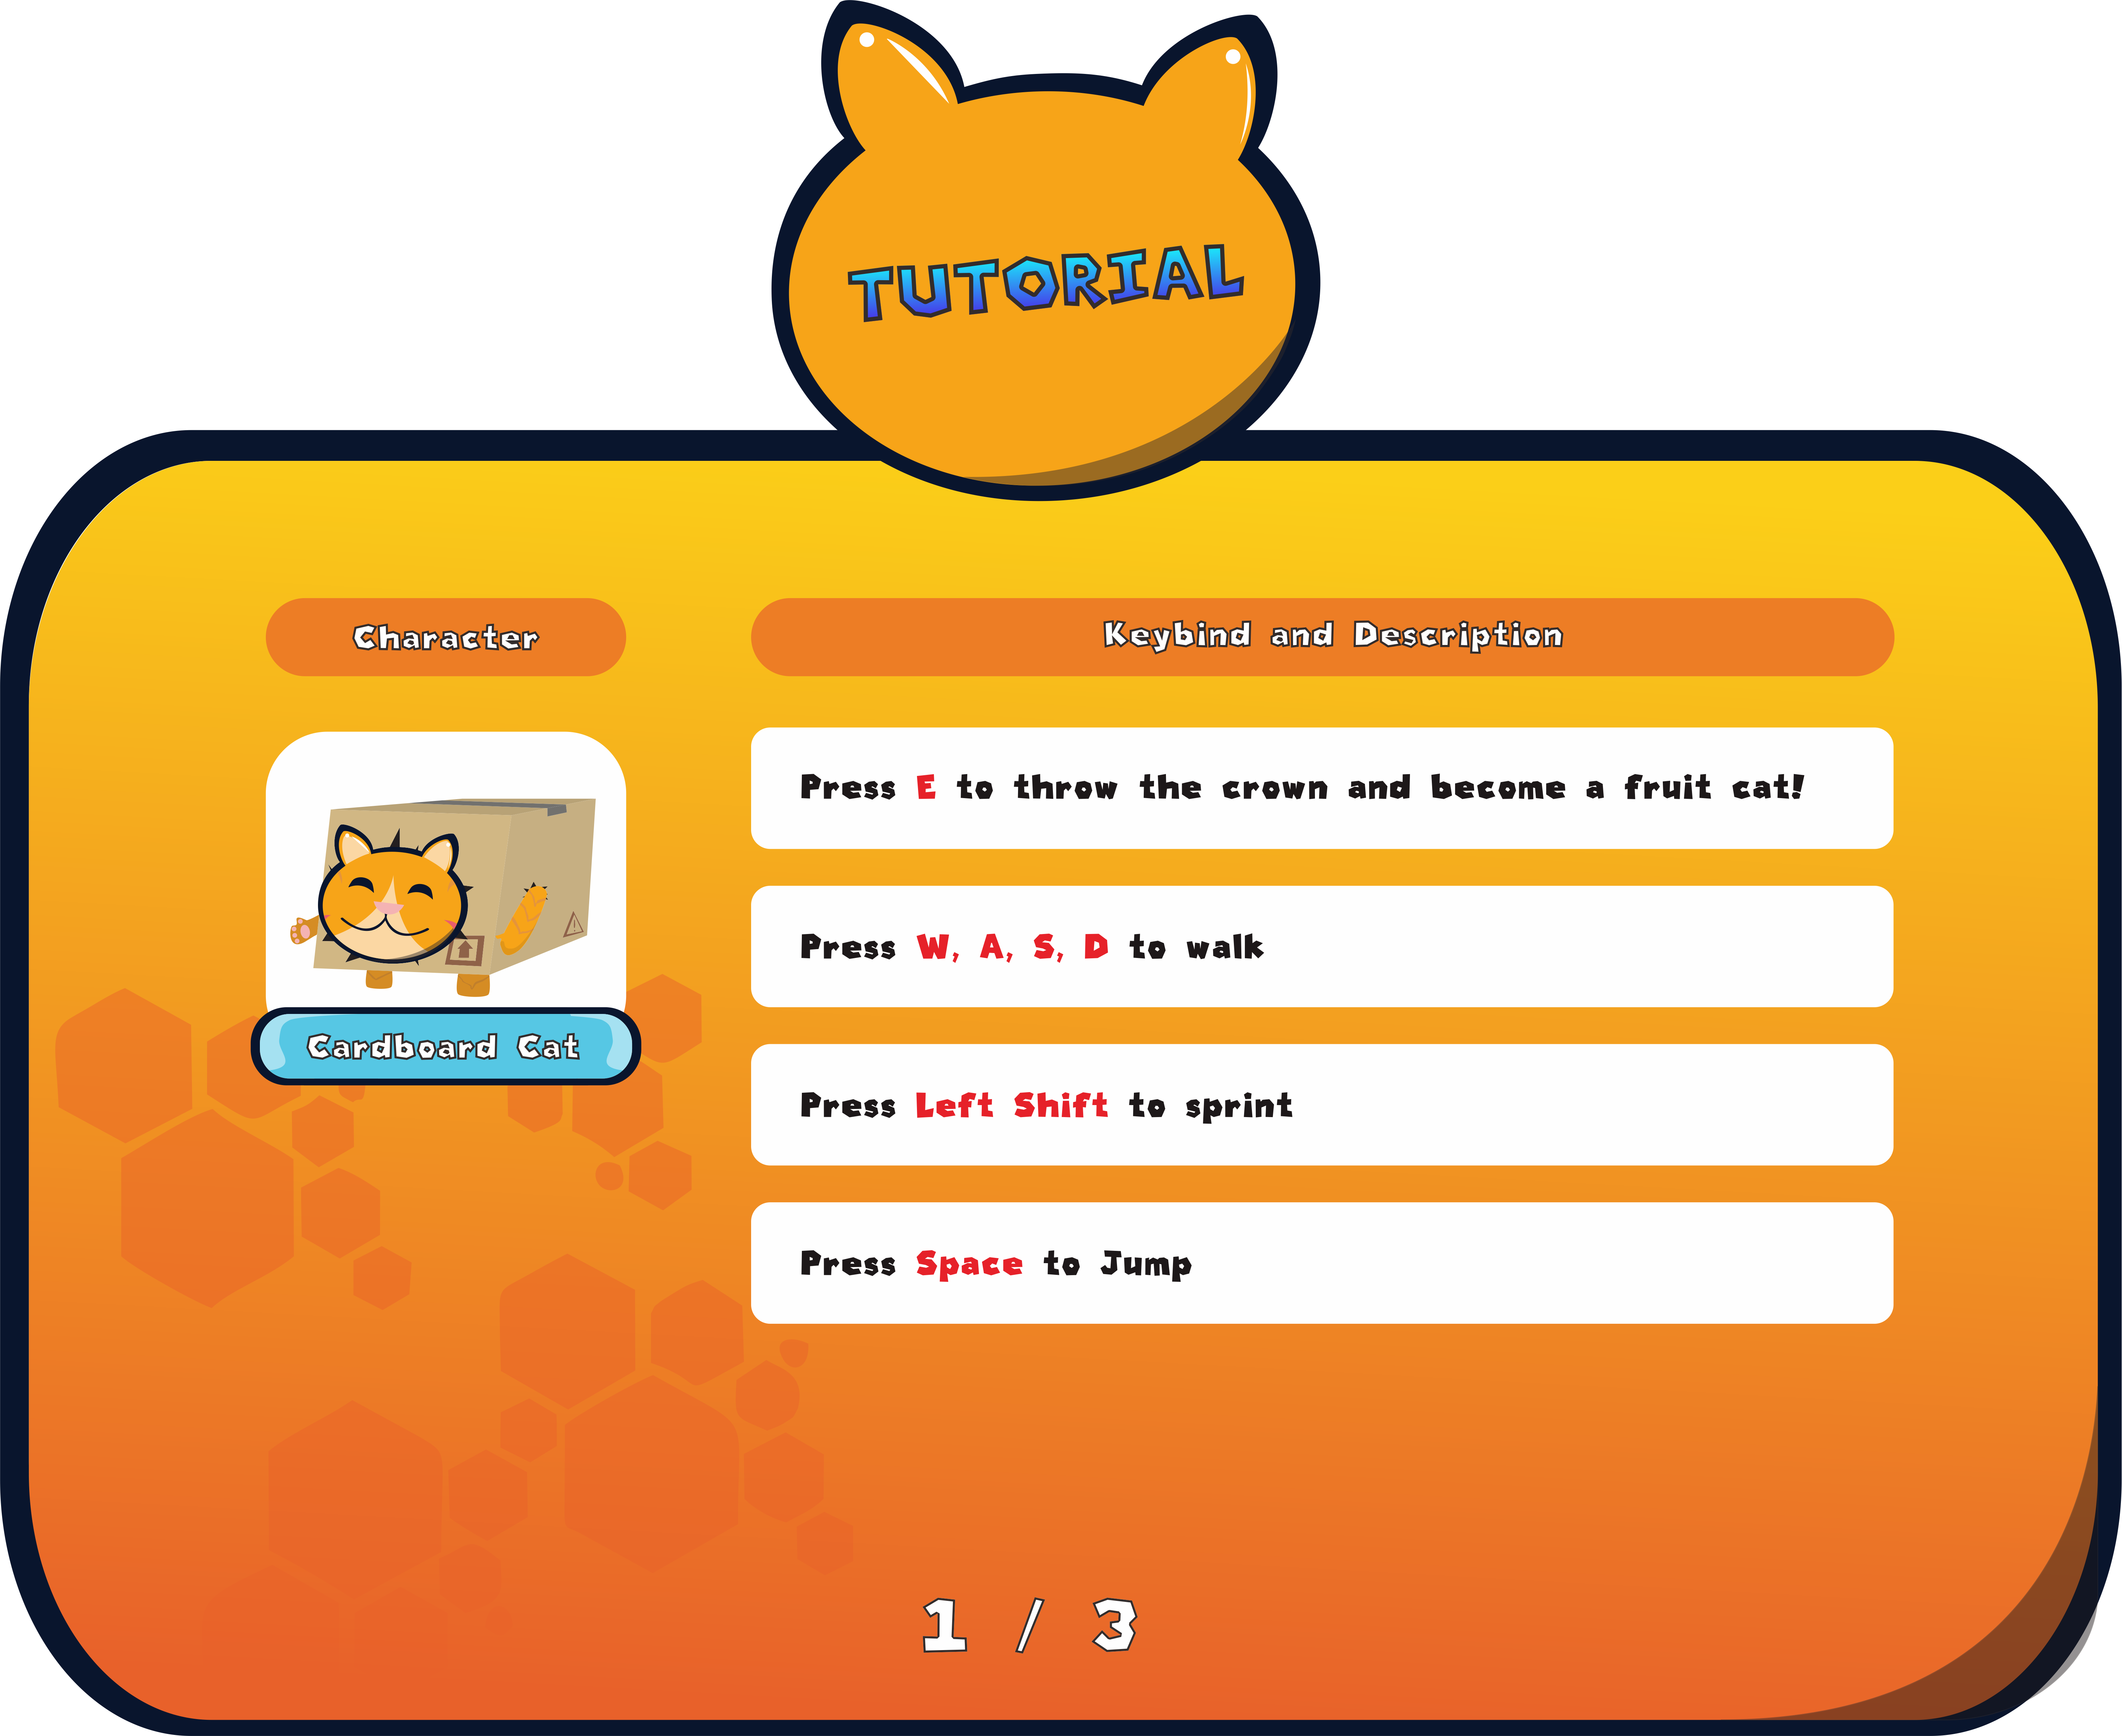 TUTORIAL
Character
Keybind and Description
Press E to throw the crown and become a fruit cat!
Press W, A, S, D to walk
Press Left Shift to sprint
Press Space to Jump
Cardboard Cat
1 / 3